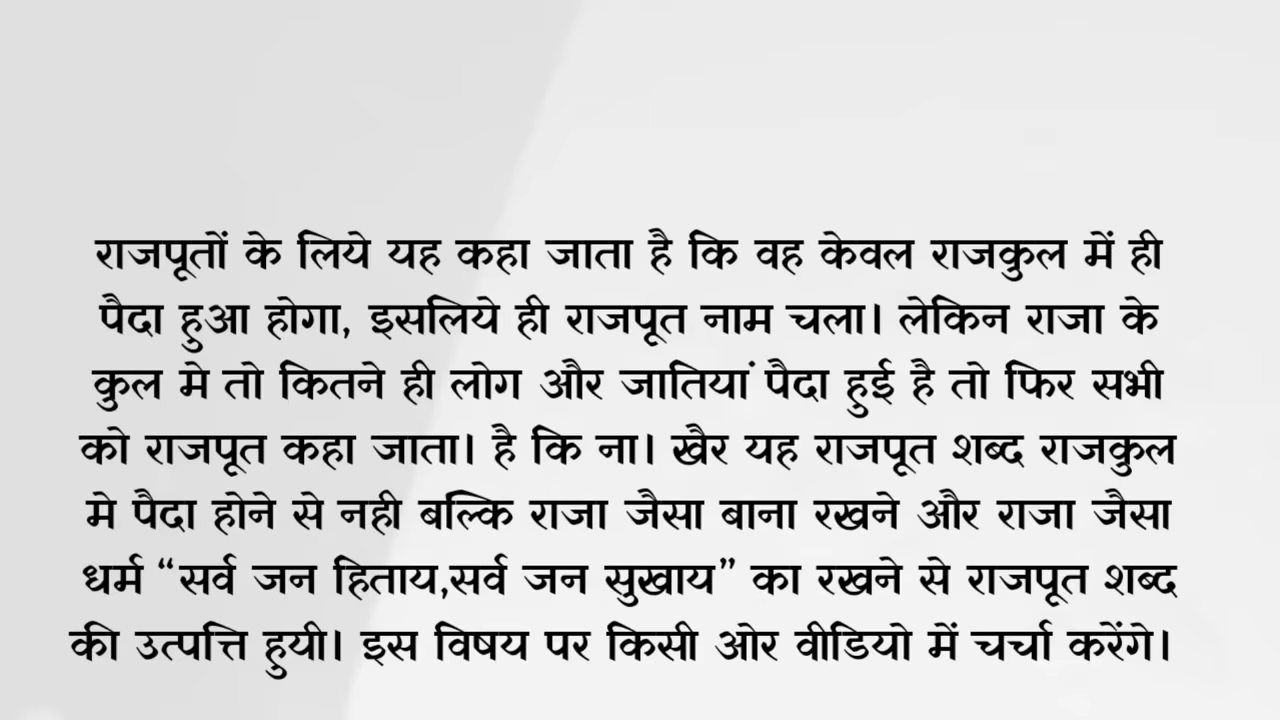 राजपूतों के लिये यह कहा जाता है कि वह केवल राजकुल में ही
पैदा हुआ होगा, इसलिये ही राजपूत नाम चला। लेकिन राजा के
कुल मे तो कितने ही लोग और जातियां पैदा हुई है तो फिर सभी
को राजपूत कहा जाता। है कि ना। खैर यह राजपूत शब्द राजकुल
मे पैदा होने से नही बल्कि राजा जैसा बाना रखने और राजा जैसा
धर्म “सर्व जन हिताय,सर्व जन सुखाय” का रखने से राजपूत शब्द
की उत्पत्ति हुयी। इस विषय पर किसी ओर वीडियो में चर्चा करेंगे।